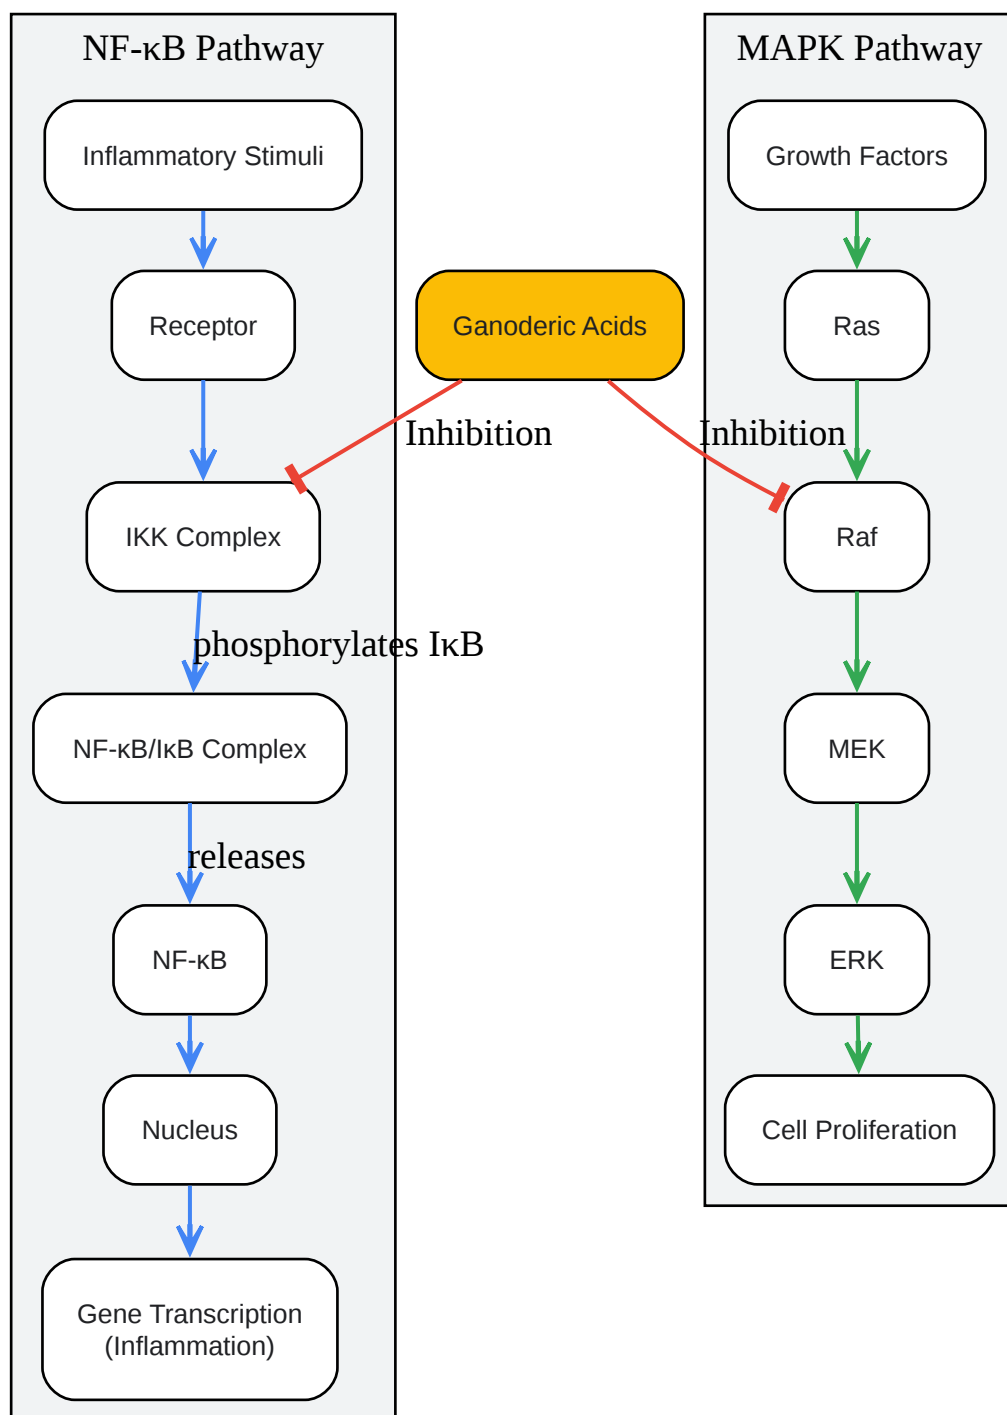 NF-κB Pathway
Inflammatory Stimuli
Receptor
IKK Complex
phosphorylates IκB
NF-κB/IκB Complex
releases
NF-κB
Nucleus
Gene Transcription
(Inflammation)
Ganoderic Acids
Inhibition
Inhibition
MAPK Pathway
Growth Factors
Ras
Raf
MEK
ERK
Cell Proliferation